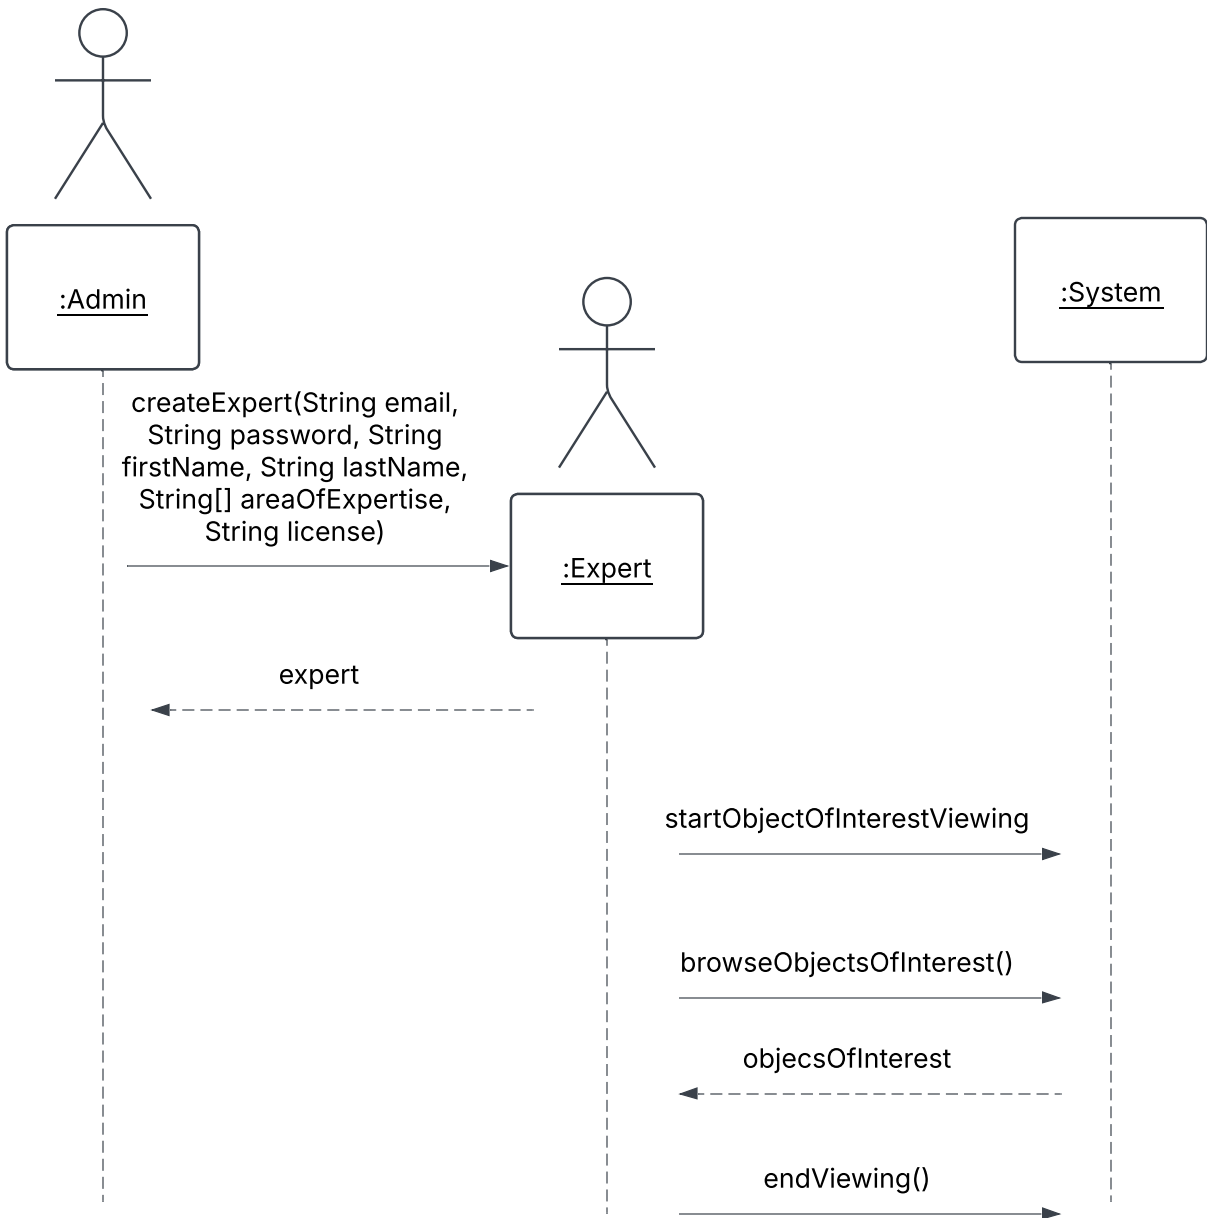 :Admin
:System
createExpert(String email,
String password, String
firstName, String lastName,
String[] areaOfExpertise,
String license)
:Expert
expert
startObjectOfInterestViewing
browseObjectsOfInterest()
objecsOfInterest
endViewing()